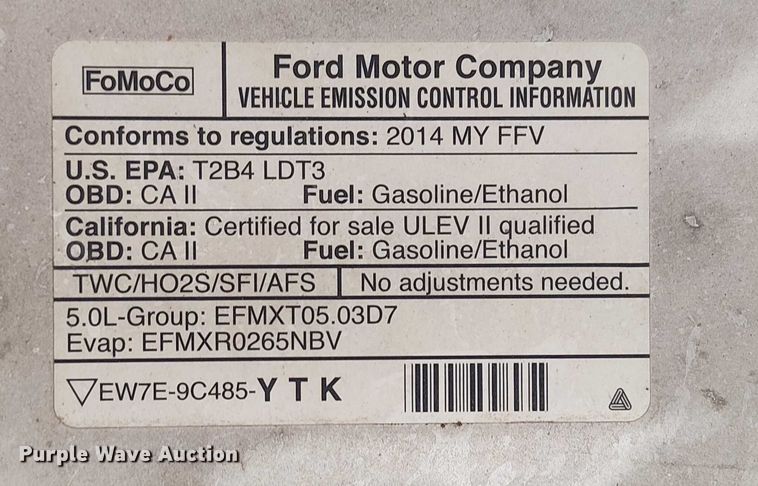 FoMoCo
Ford Motor Company
VEHICLE EMISSION CONTROL INFORMATION
Conforms to regulations: 2014 MY FFV
U.S. EPA: T2B4 LDT3
OBD: CA II Fuel: Gasoline/Ethanol
California: Certified for sale ULEV II qualified
OBD: CA II Fuel: Gasoline/Ethanol
TWC/HO2S/SFI/AFS No adjustments needed.
5.0L-Group: EFMXT05.03D7
Evap: EFMXR0265NBV
EW7E-9C485-Y T K
Purple Wave Auction